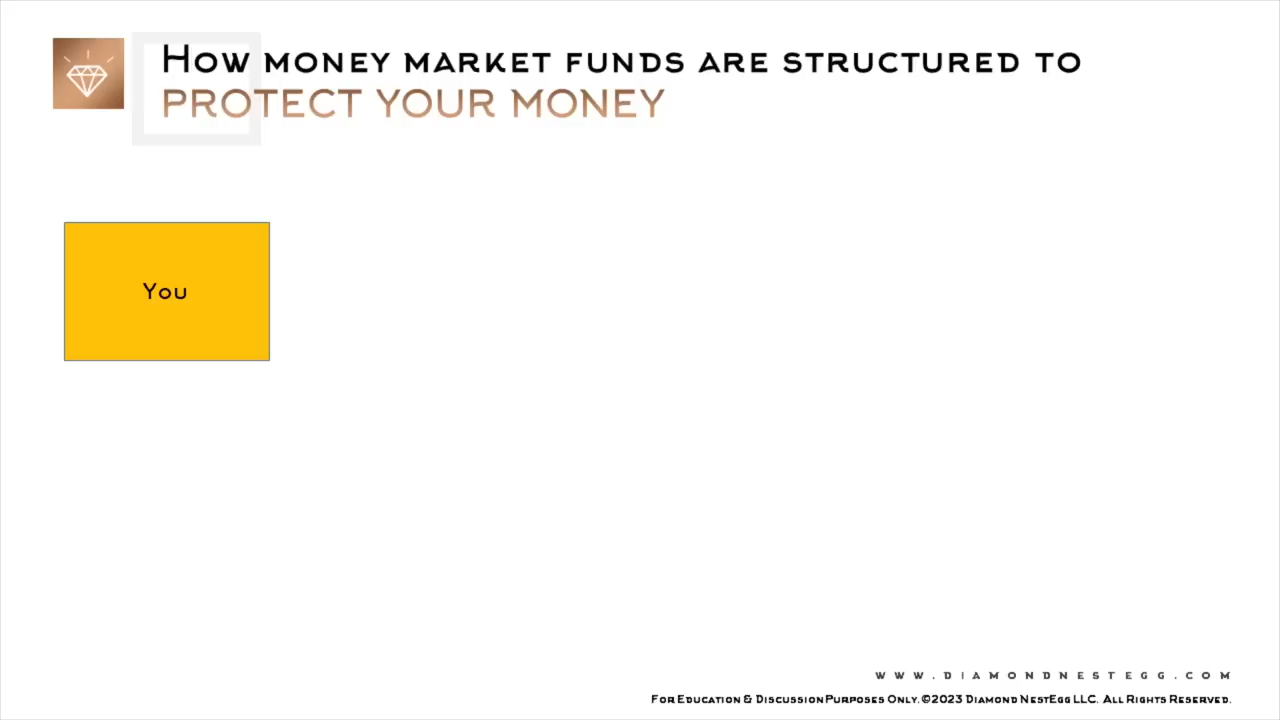 How money market funds are structured to
PROTECT YOUR MONEY
You
WWW.DIAMONDNESTEGG.COM
For Education & Discussion Purposes Only. ©2023 Diamond NestEgg LLC. All Rights Reserved.